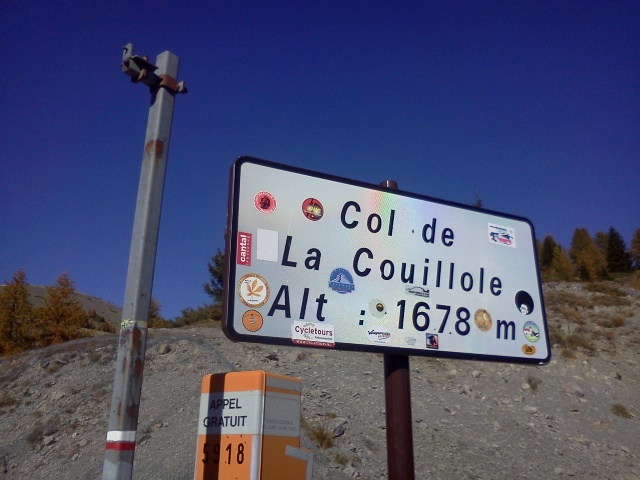 Col de
La Couillole
Alt : 1678 m
cantal
Cycletours
APPEL
GRATUIT
5918